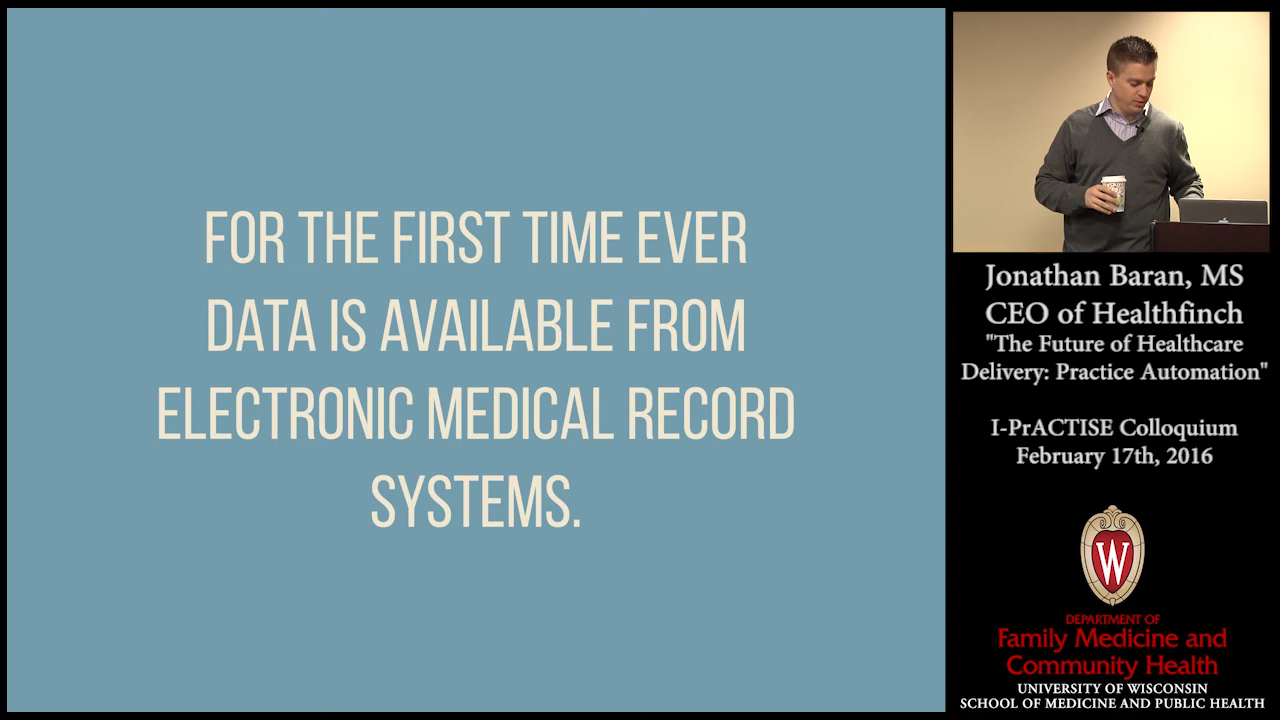 FOR THE FIRST TIME EVER
DATA IS AVAILABLE FROM
ELECTRONIC MEDICAL RECORD
SYSTEMS.
Jonathan Baran, MS
CEO of Healthfinch
"The Future of Healthcare
Delivery: Practice Automation"
I-PrACTISE Colloquium
February 17th, 2016
W
DEPARTMENT OF
Family Medicine and
Community Health
UNIVERSITY OF WISCONSIN
SCHOOL OF MEDICINE AND PUBLIC HEALTH